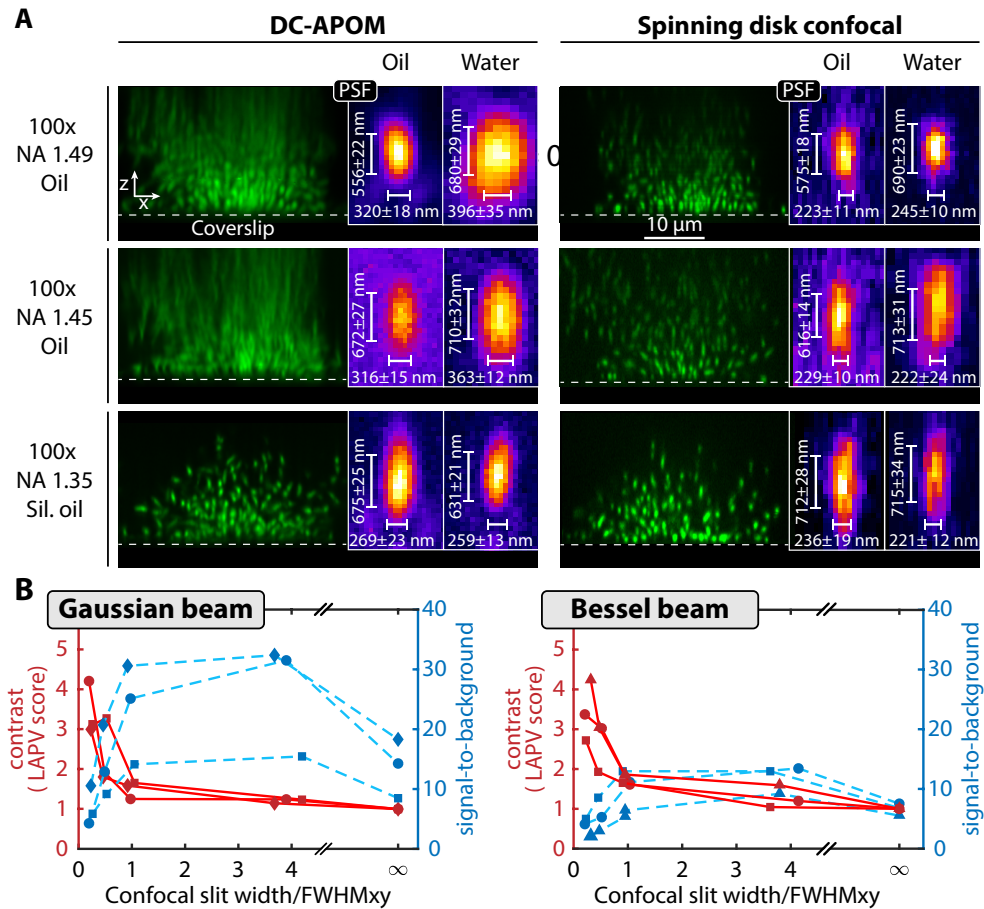 A
DC-APOM
Spinning disk confocal
Oil
Water
Oil
Water
100x
NA 1.49
Oil
z
x
Coverslip
PSF
556±22 nm
320±18 nm
680±29 nm
396±35 nm
0
10 µm
PSF
575±18 nm
223±11 nm
690±23 nm
245±10 nm
100x
NA 1.45
Oil
672±27 nm
316±15 nm
710±32 nm
363±12 nm
616±14 nm
229±10 nm
713±31 nm
222±24 nm
100x
NA 1.35
Sil. oil
675±25 nm
269±23 nm
631±21 nm
259±13 nm
712±28 nm
236±19 nm
715±34 nm
221± 12 nm
B
Gaussian beam
contrast
( LAPV score)
5
4
3
2
1
0
0 1 2 3 4 ∞
Confocal slit width/FWHMxy
40
30
20
10
0
signal-to-background
Bessel beam
contrast
( LAPV score)
5
4
3
2
1
0
0 1 2 3 4 ∞
Confocal slit width/FWHMxy
40
30
20
10
0
signal-to-background